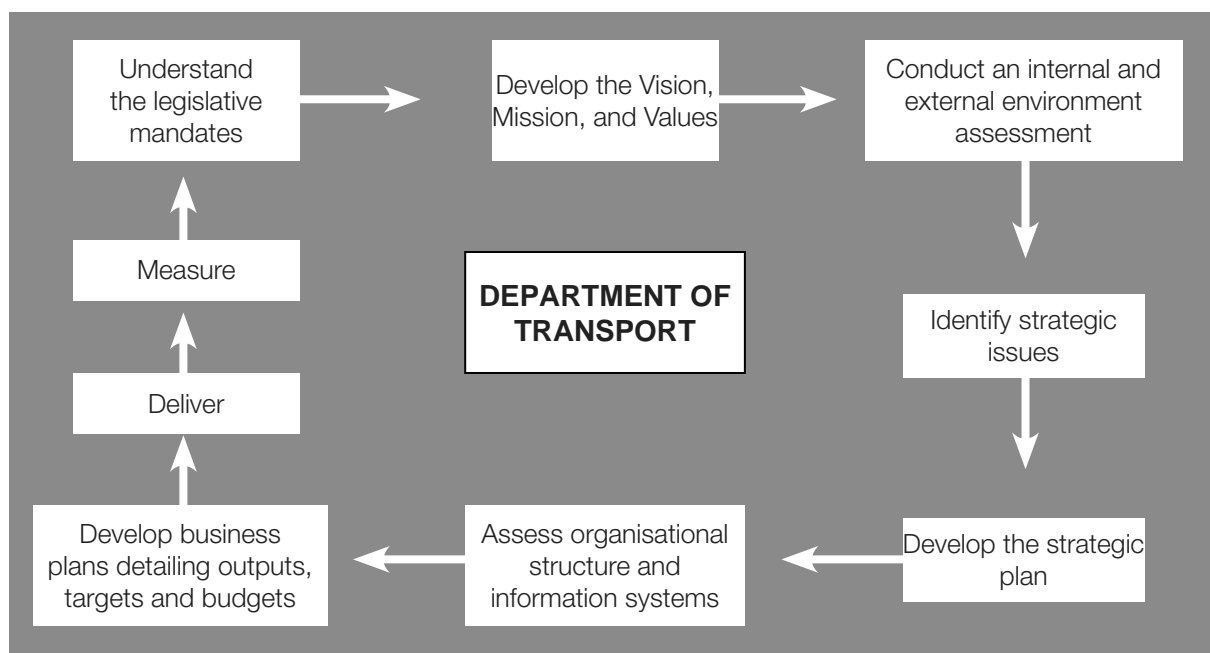 Understand
the legislative
mandates
Develop the Vision,
Mission, and Values
Conduct an internal and
external environment
assessment
Identify strategic
issues
Develop the strategic
plan
Assess organisational
structure and
information systems
Develop business
plans detailing outputs,
targets and budgets
Deliver
Measure
DEPARTMENT OF
TRANSPORT